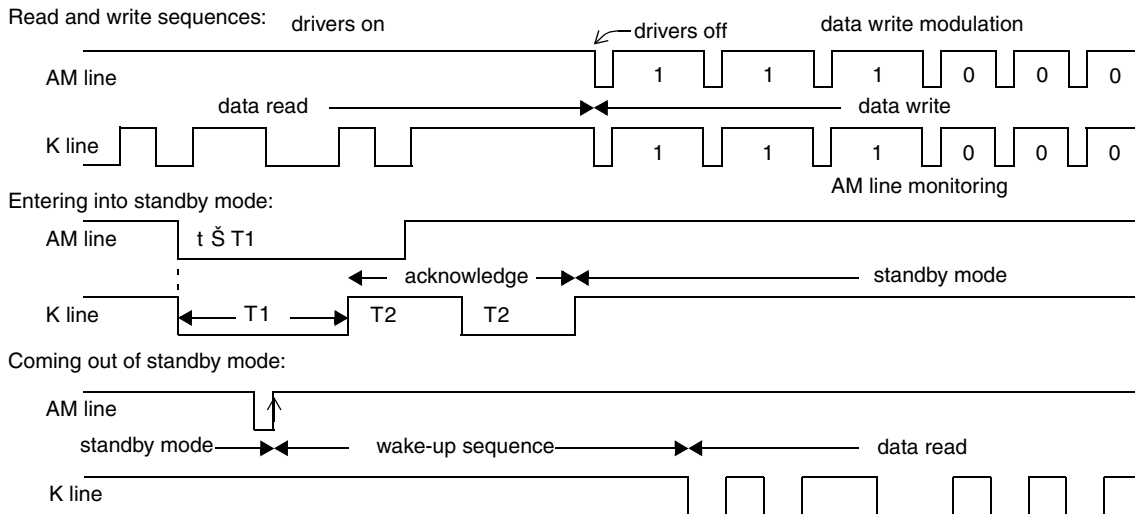 Read and write sequences: drivers on drivers off data write modulation
AM line 1 1 1 0 0 0
data read data write
K line 1 1 1 0 0 0
AM line monitoring
Entering into standby mode:
AM line t Š T1
acknowledge standby mode
K line T1 T2 T2
Coming out of standby mode:
AM line
standby mode wake-up sequence data read
K line